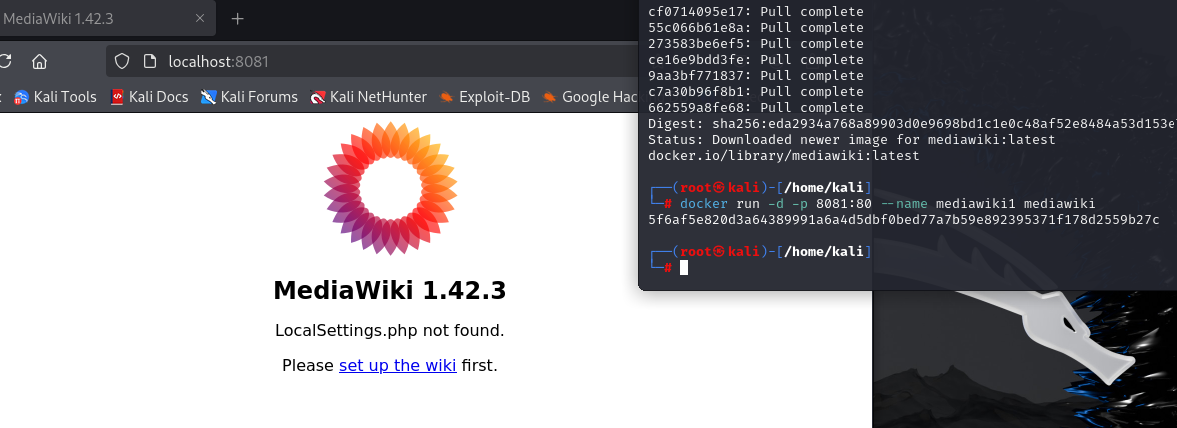 MediaWiki 1.42.3
localhost:8081
Kali Tools
Kali Docs
Kali Forums
Kali NetHunter
Exploit-DB
Google Hac
MediaWiki 1.42.3
LocalSettings.php not found.
Please set up the wiki first.
cf0714095e17: Pull complete
55c066b61e8a: Pull complete
273583be6ef5: Pull complete
ce16e9bdd3fe: Pull complete
9aa3bf771837: Pull complete
c7a30b96f8b1: Pull complete
662559a8fe68: Pull complete
Digest: sha256:eda2934a768a89903d0e9698bd1c1e0c48af52e8484a53d153e
Status: Downloaded newer image for mediawiki:latest
docker.io/library/mediawiki:latest
┌──(root㉿kali)-[/home/kali]
└─# docker run -d -p 8081:80 --name mediawiki1 mediawiki
5f6af5e820d3a64389991a6a4d5dbf0bed77a7b59e892395371f178d2559b27c
┌──(root㉿kali)-[/home/kali]
└─#